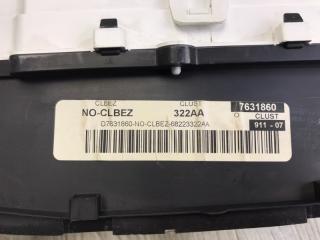 CLBEZ CLUST 7631860
NO-CLBEZ 322AA O CLUST
D7631860-NO-CLBEZ-68223322AA 911 - 07